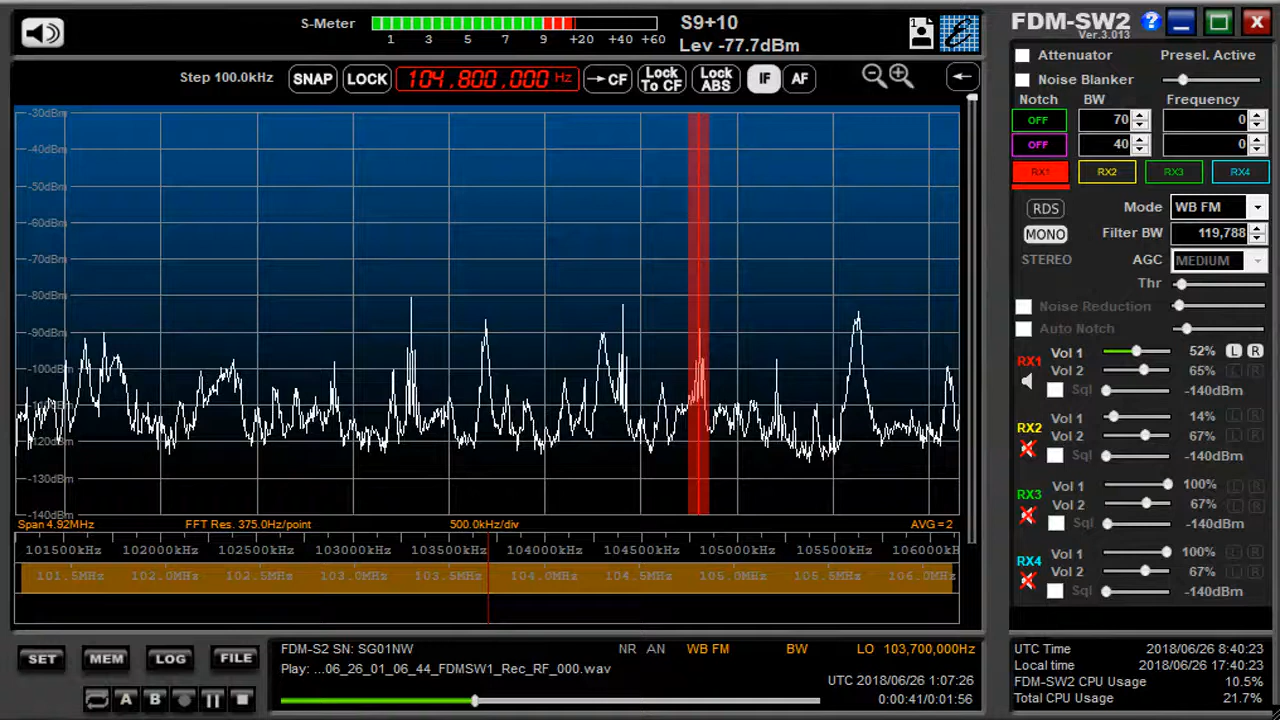 S-Meter
1 3 5 7 9 +20 +40 +60
S9+10
Lev -77.7dBm
FDM-SW2
Ver.3.013
?
X
Step 100.0kHz
SNAP
LOCK
104,800,000 Hz
→CF
Lock To CF
Lock ABS
IF
AF
-30dBm
-40dBm
-50dBm
-60dBm
-70dBm
-80dBm
-90dBm
-100dBm
-110dBm
-120dBm
-130dBm
-140dBm
Span 4.92MHz
FFT Res. 375.0Hz/point
500.0kHz/div
AVG=2
101500kHz 102000kHz 102500kHz 103000kHz 103500kHz 104000kHz 104500kHz 105000kHz 105500kHz 106000kH
101.5MHz 102.0MHz 102.5MHz 103.0MHz 103.5MHz 104.0MHz 104.5MHz 105.0MHz 105.5MHz 106.0MHz
Attenuator
Presel. Active
Noise Blanker
Notch BW Frequency
OFF 70 0
OFF 40 0
RX1 RX2 RX3 RX4
RDS
Mode WB FM
MONO
Filter BW 119,788
STEREO
AGC MEDIUM
Thr
Noise Reduction
Auto Notch
RX1
Vol 1 52% L R
Vol 2 65% L R
Sql -140dBm
RX2
Vol 1 14% L R
Vol 2 67% L R
Sql -140dBm
RX3
Vol 1 100% L R
Vol 2 67% L R
Sql -140dBm
RX4
Vol 1 100% L R
Vol 2 67% L R
Sql -140dBm
SET
MEM
LOG
FILE
A
B
FDM-S2 SN: SG01NW
NR AN WB FM BW LO 103,700,000Hz
Play: ...06_26_01_06_44_FDMSW1_Rec_RF_000.wav
UTC 2018/06/26 1:07:26
0:00:41/0:01:56
UTC Time 2018/06/26 8:40:23
Local time 2018/06/26 17:40:23
FDM-SW2 CPU Usage 10.5%
Total CPU Usage 21.7%